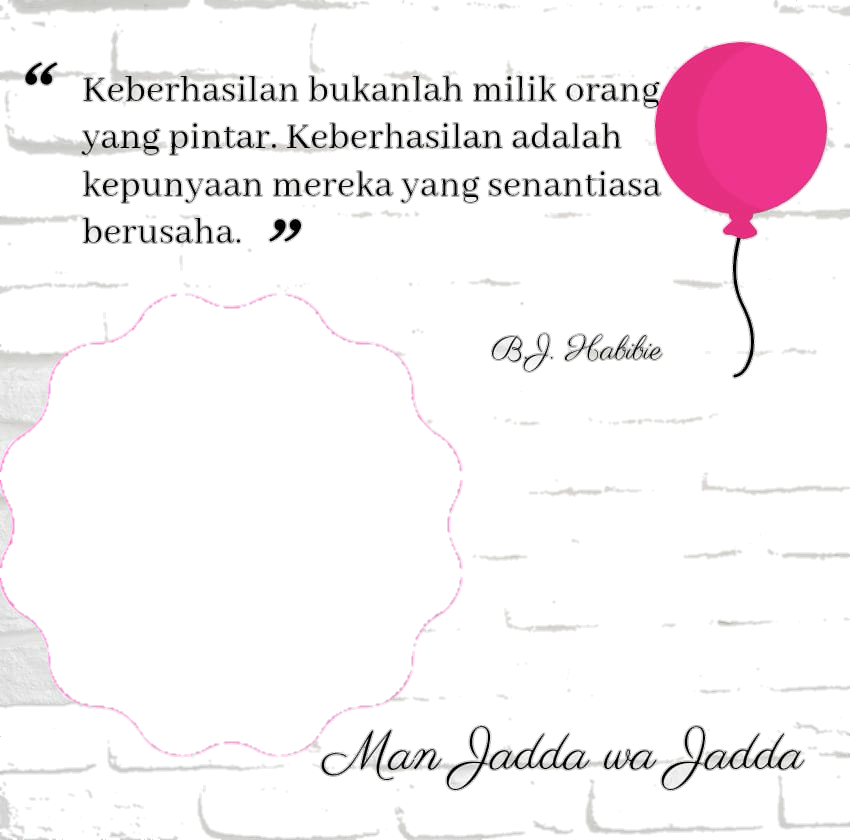 “ Keberhasilan bukanlah milik orang
yang pintar. Keberhasilan adalah
kepunyaan mereka yang senantiasa
berusaha. ”
B.J. Habibie
Man Jadda wa Jadda